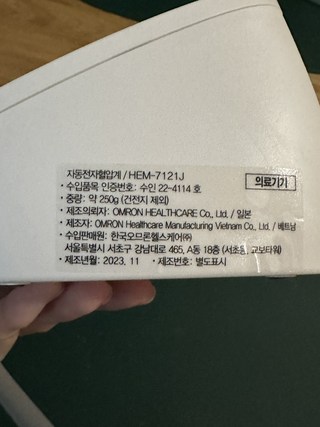 자동전자혈압계 / HEM-7121J
의료기기
• 수입품목 인증번호: 수인 22-4114 호
• 중량: 약 250g (건전지 제외)
• 제조의뢰자: OMRON HEALTHCARE Co., Ltd. / 일본
• 제조자: OMRON Healthcare Manufacturing Vietnam Co., Ltd. / 베트남
• 수입판매원: 한국오므론헬스케어㈜
서울특별시 서초구 강남대로 465, A동 18층 (서초동, 교보타워)
• 제조년월: 2023. 11 • 제조번호: 별도표시